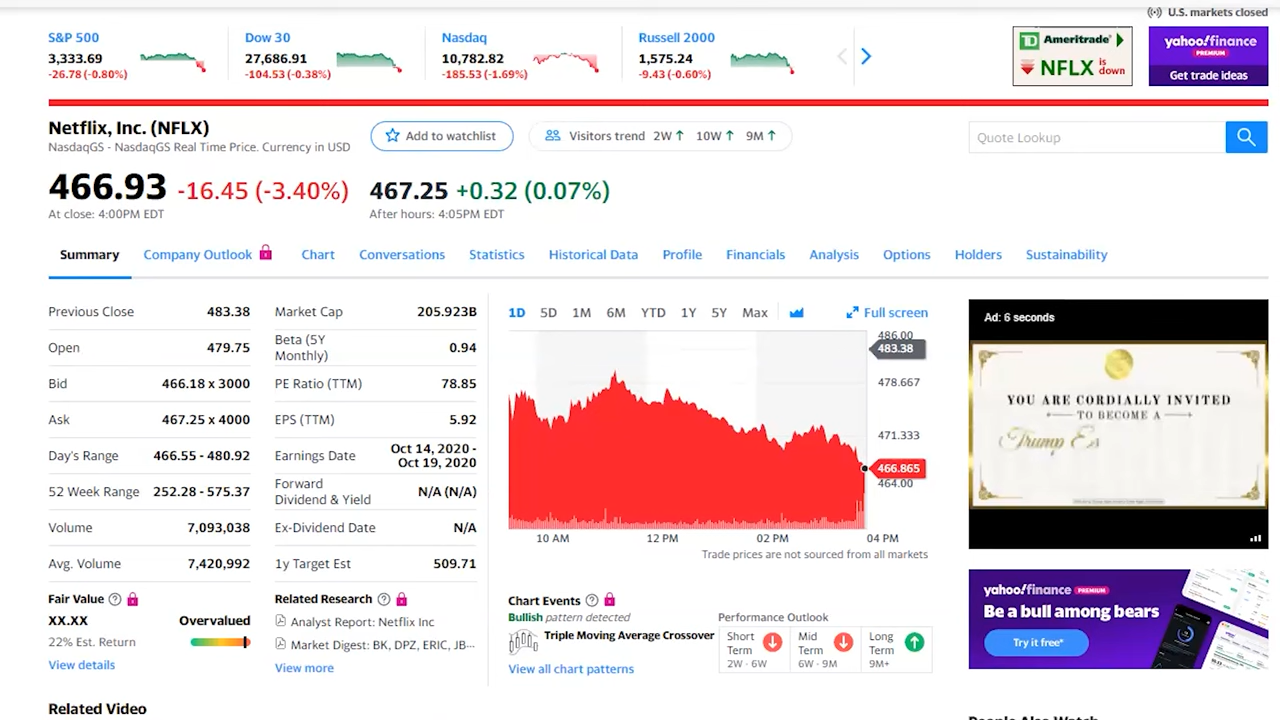 U.S. markets closed
S&P 500
3,333.69
-26.78 (-0.80%)
Dow 30
27,686.91
-104.53 (-0.38%)
Nasdaq
10,782.82
-185.53 (-1.69%)
Russell 2000
1,575.24
-9.43 (-0.60%)
TD Ameritrade
NFLX is down
yahoo!finance
PREMIUM
Get trade ideas
Netflix, Inc. (NFLX)
NasdaqGS - NasdaqGS Real Time Price. Currency in USD
Add to watchlist
Visitors trend 2W↑ 10W↑ 9M↑
Quote Lookup
466.93 -16.45 (-3.40%)
At close: 4:00PM EDT
467.25 +0.32 (0.07%)
After hours: 4:05PM EDT
Summary Company Outlook Chart Conversations Statistics Historical Data Profile Financials Analysis Options Holders Sustainability
Previous Close 483.38
Open 479.75
Bid 466.18 x 3000
Ask 467.25 x 4000
Day's Range 466.55 - 480.92
52 Week Range 252.28 - 575.37
Volume 7,093,038
Avg. Volume 7,420,992
Market Cap 205.923B
Beta (5Y
Monthly) 0.94
PE Ratio (TTM) 78.85
EPS (TTM) 5.92
Earnings Date Oct 14, 2020 -
Oct 19, 2020
Forward
Dividend & Yield N/A (N/A)
Ex-Dividend Date N/A
1y Target Est 509.71
1D 5D 1M 6M YTD 1Y 5Y Max Full screen
486.00
483.38
478.667
471.333
466.865
464.00
10 AM 12 PM 02 PM 04 PM
Trade prices are not sourced from all markets
Ad: 6 seconds
YOU ARE CORDIALLY INVITED
TO BECOME A
Trump Es
Fair Value
XX.XX Overvalued
22% Est. Return
View details
Related Research
Analyst Report: Netflix Inc
Market Digest: BK, DPZ, ERIC, JB...
View more
Chart Events
Bullish pattern detected
Triple Moving Average Crossover
View all chart patterns
Performance Outlook
Short
Term
2W - 6W
Mid
Term
6W - 9M
Long
Term
9M+
yahoo!finance PREMIUM
Be a bull among bears
Try it free*
Related Video
People Also Watch